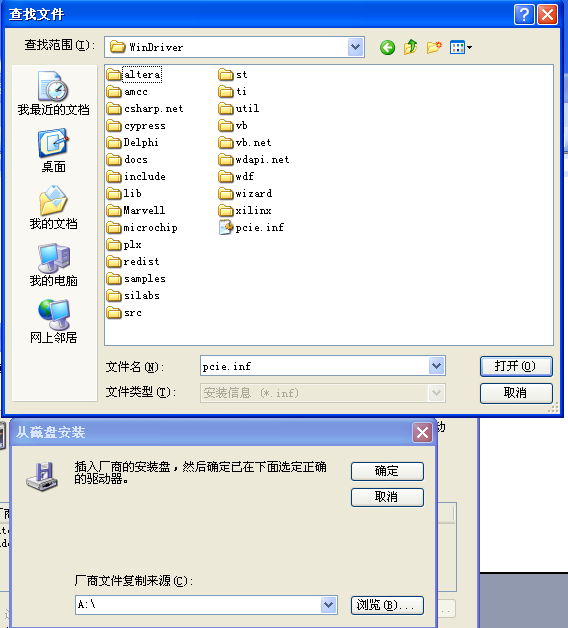 查找文件
查找范围(I):
WinDriver
我最近的文档
桌面
我的文档
我的电脑
网上邻居
altera
amcc
csharp.net
cypress
Delphi
docs
include
lib
Marvell
microchip
plx
redist
samples
silabs
src
st
ti
util
vb
vb.net
wdapi.net
wdf
wizard
xilinx
pcie.inf
文件名(N):
pcie.inf
打开(O)
文件类型(T):
安装信息 (*.inf)
取消
从磁盘安装
插入厂商的安装盘，然后确定已在下面选定正确
的驱动器。
确定
取消
厂商文件复制来源(C):
A:\
浏览(B)...